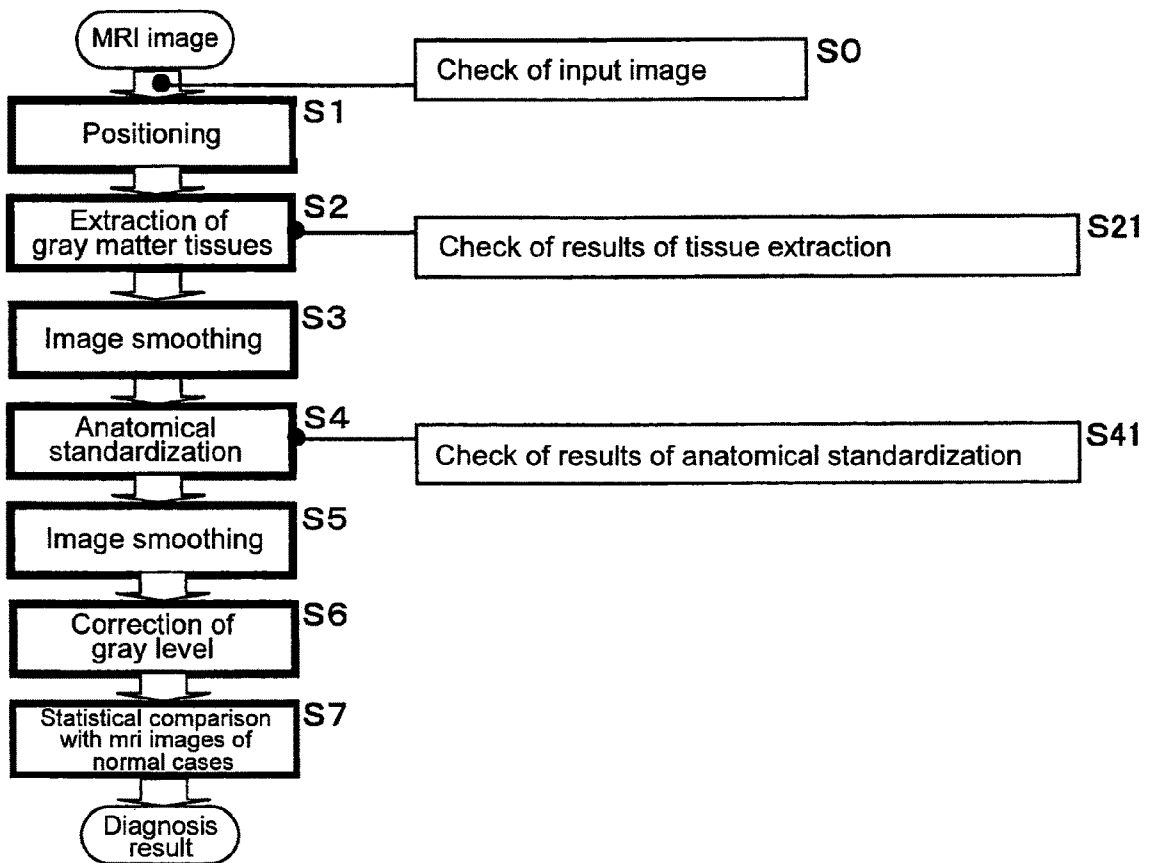 MRI image
Check of input image
S0
S1
Positioning
S2
Extraction of
gray matter tissues
Check of results of tissue extraction
S21
S3
Image smoothing
S4
Anatomical
standardization
Check of results of anatomical standardization
S41
S5
Image smoothing
S6
Correction of
gray level
S7
Statistical comparison
with mri images of
normal cases
Diagnosis
result